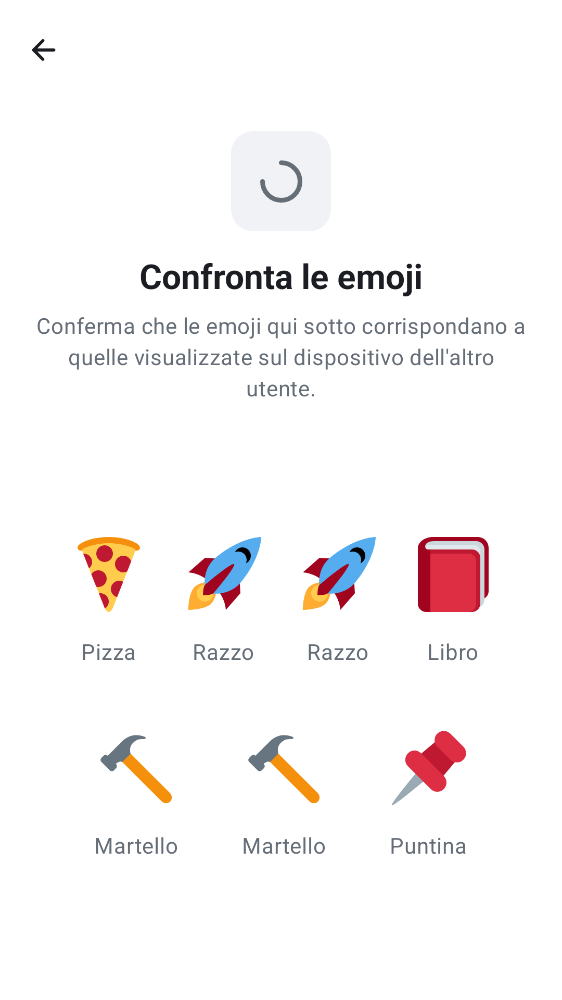 Confronta le emoji
Conferma che le emoji qui sotto corrispondano a
quelle visualizzate sul dispositivo dell'altro
utente.
Pizza Razzo Razzo Libro
Martello Martello Puntina